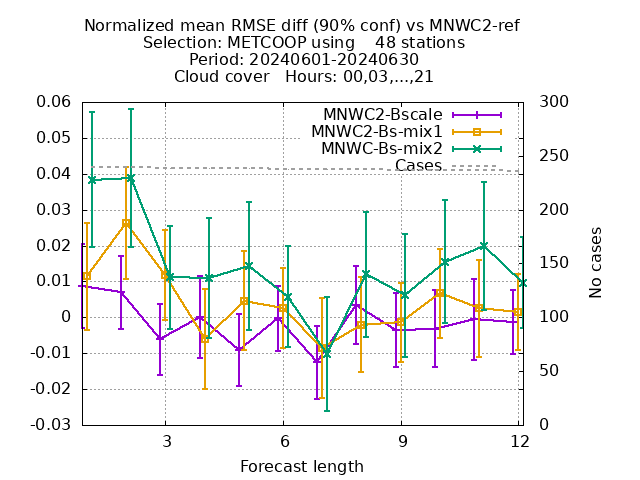 Normalized mean RMSE diff (90% conf) vs MNWC2-ref
Selection: METCOOP using    48 stations
Period: 20240601-20240630
Cloud cover   Hours: 00,03,...,21
0.06
0.05
0.04
0.03
0.02
0.01
0
-0.01
-0.02
-0.03
MNWC2-Bscale
MNWC2-Bs-mix1
MNWC-Bs-mix2
Cases
300
250
200
150
100
50
0
No cases
3
6
9
12
Forecast length